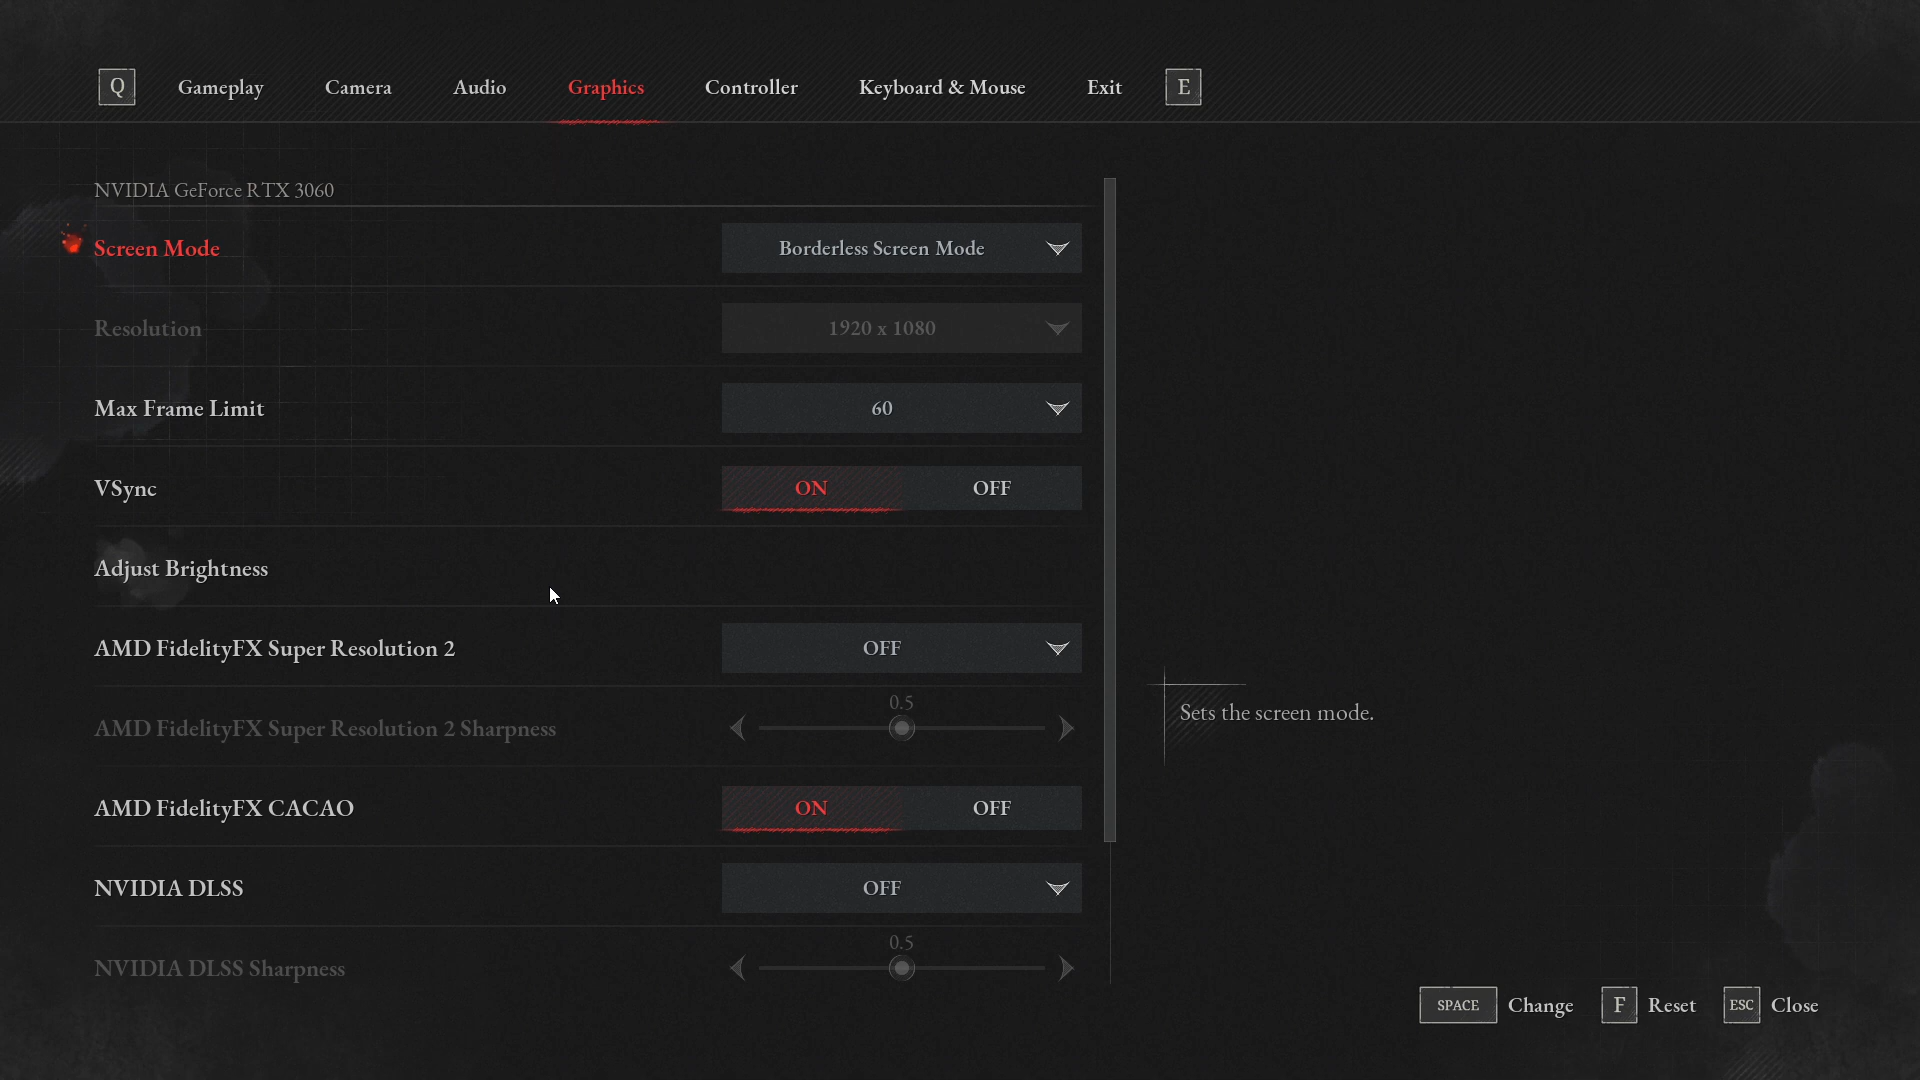 Q Gameplay Camera Audio Graphics Controller Keyboard & Mouse Exit E
NVIDIA GeForce RTX 3060
Screen Mode Borderless Screen Mode
Resolution 1920 x 1080
Max Frame Limit 60
VSync ON OFF
Adjust Brightness
AMD FidelityFX Super Resolution 2 OFF
0.5
AMD FidelityFX Super Resolution 2 Sharpness
Sets the screen mode.
AMD FidelityFX CACAO ON OFF
NVIDIA DLSS OFF
0.5
NVIDIA DLSS Sharpness
SPACE Change F Reset ESC Close